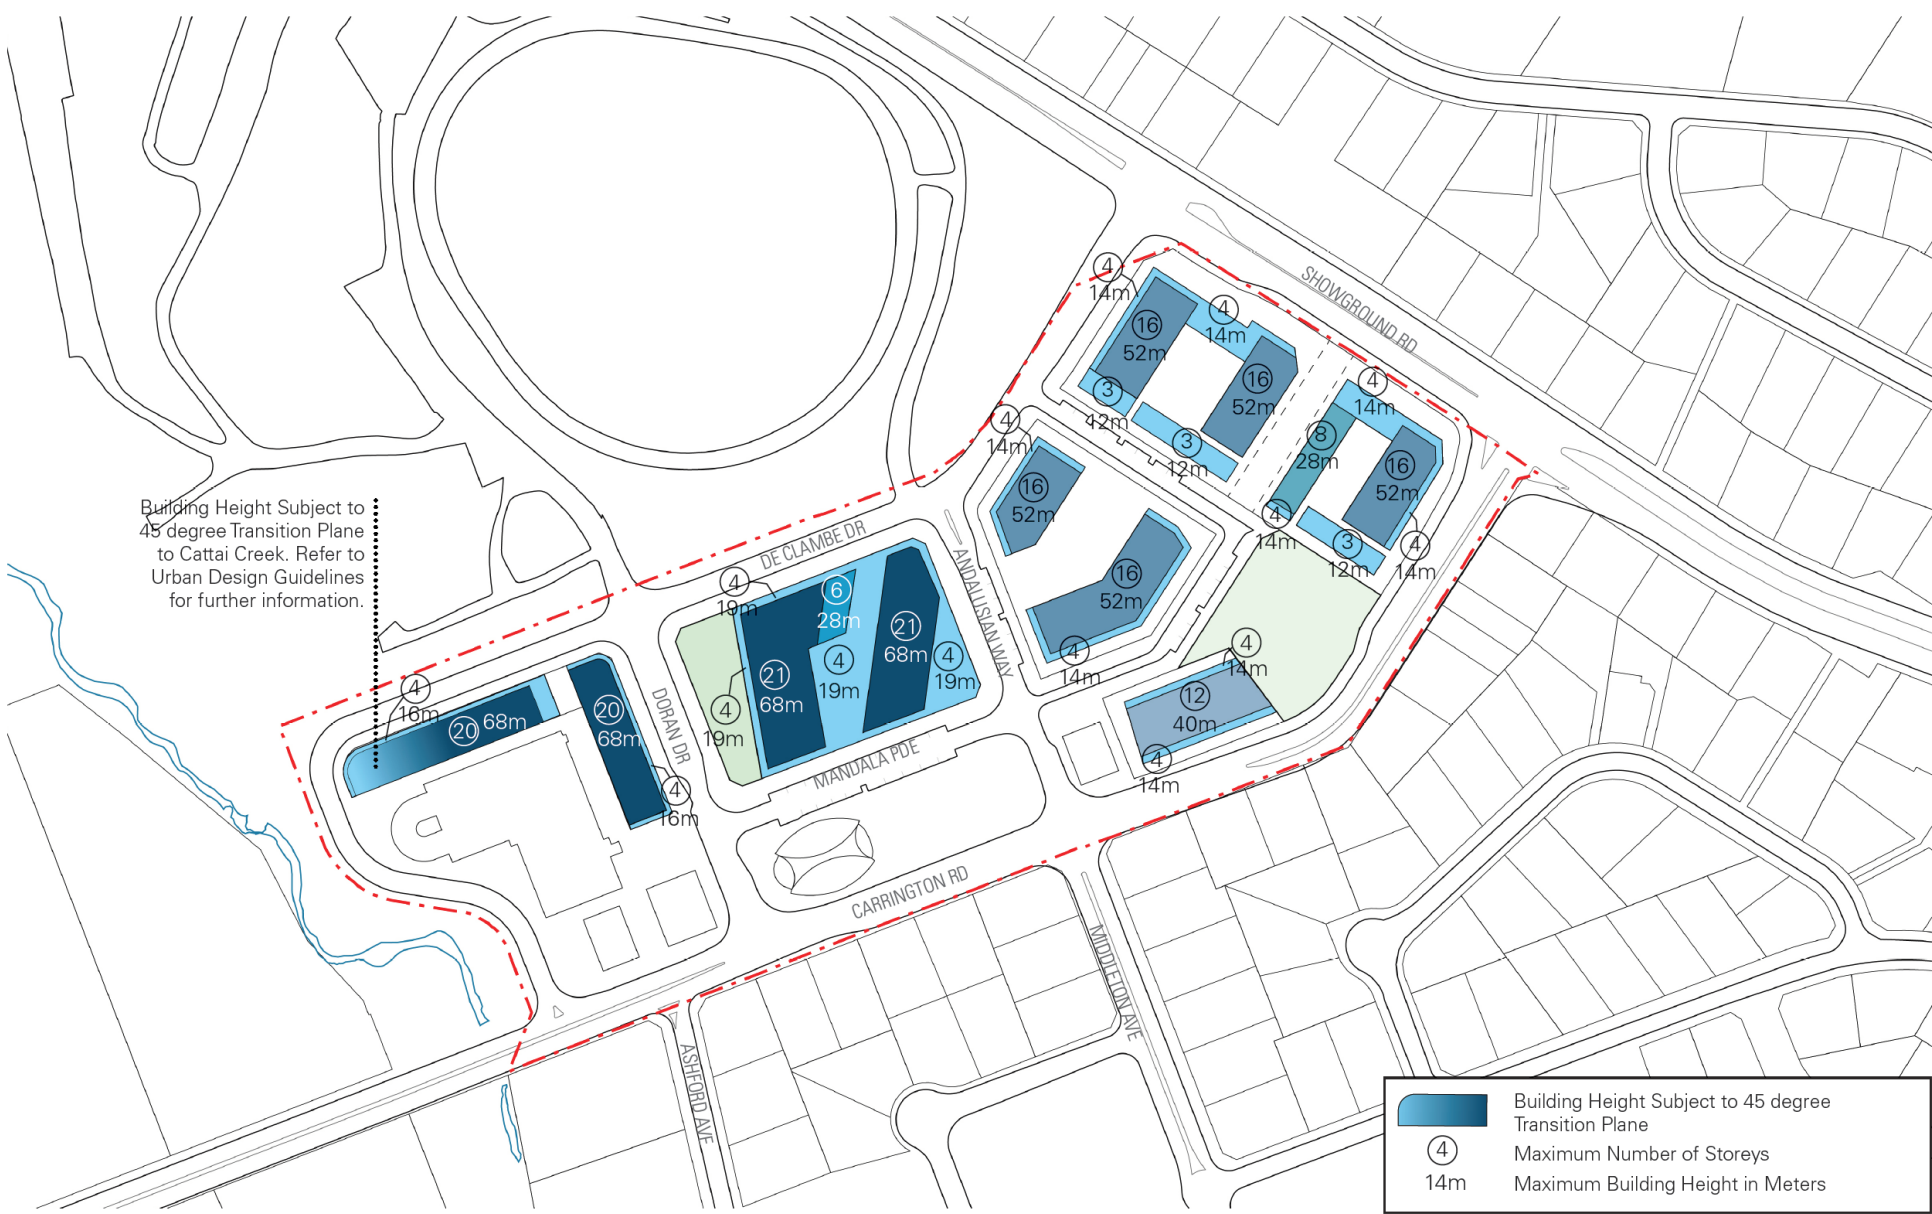 4
14m
SHOWGROUND RD
4
14m
16
52m
16
52m
4
14m
3
12m
3
12m
4
14m
8
28m
16
52m
16
52m
4
14m
3
12m
4
14m
Building Height Subject to
45 degree Transition Plane
to Cattai Creek. Refer to
Urban Design Guidelines
for further information.
DE CLAMBE DR
ANDALUSIAN WAY
16
52m
4
14m
4
19m
6
28m
21
68m
4
19m
4
19m
21
68m
4
19m
4
14m
12
40m
4
14m
4
16m
20 68m
20
68m
DORAN DR
4
16m
MANDALA PDE
CARRINGTON RD
MIDDLETON AVE
ASHFORD AVE
Building Height Subject to 45 degree
Transition Plane
4
Maximum Number of Storeys
14m
Maximum Building Height in Meters